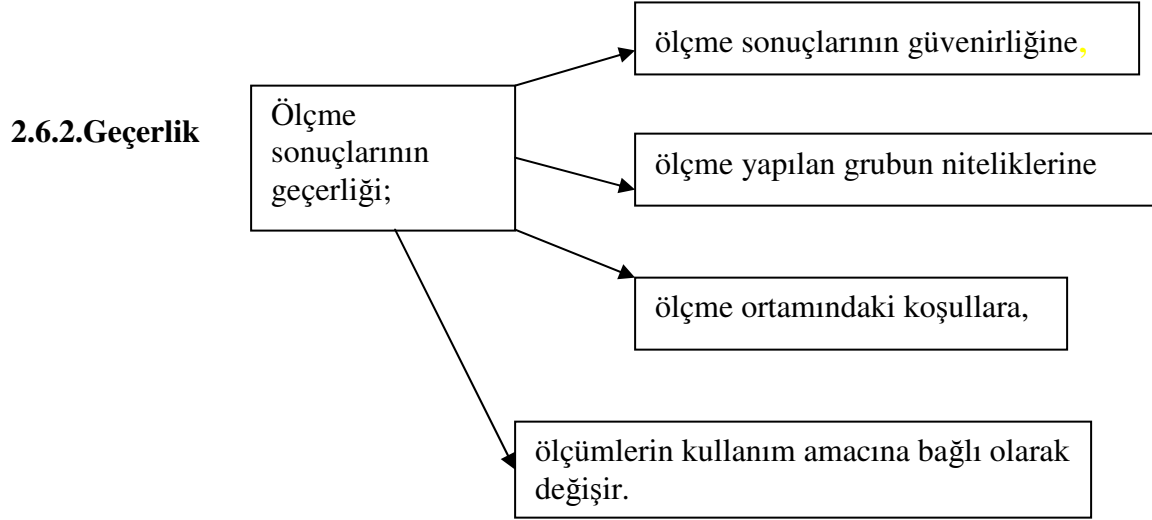 2.6.2.Geçerlik
Ölçme
sonuçlarının
geçerliği;
ölçme sonuçlarının güvenirliğine,
ölçme yapılan grubun niteliklerine
ölçme ortamındaki koşullara,
ölçümlerin kullanım amacına bağlı olarak
değişir.